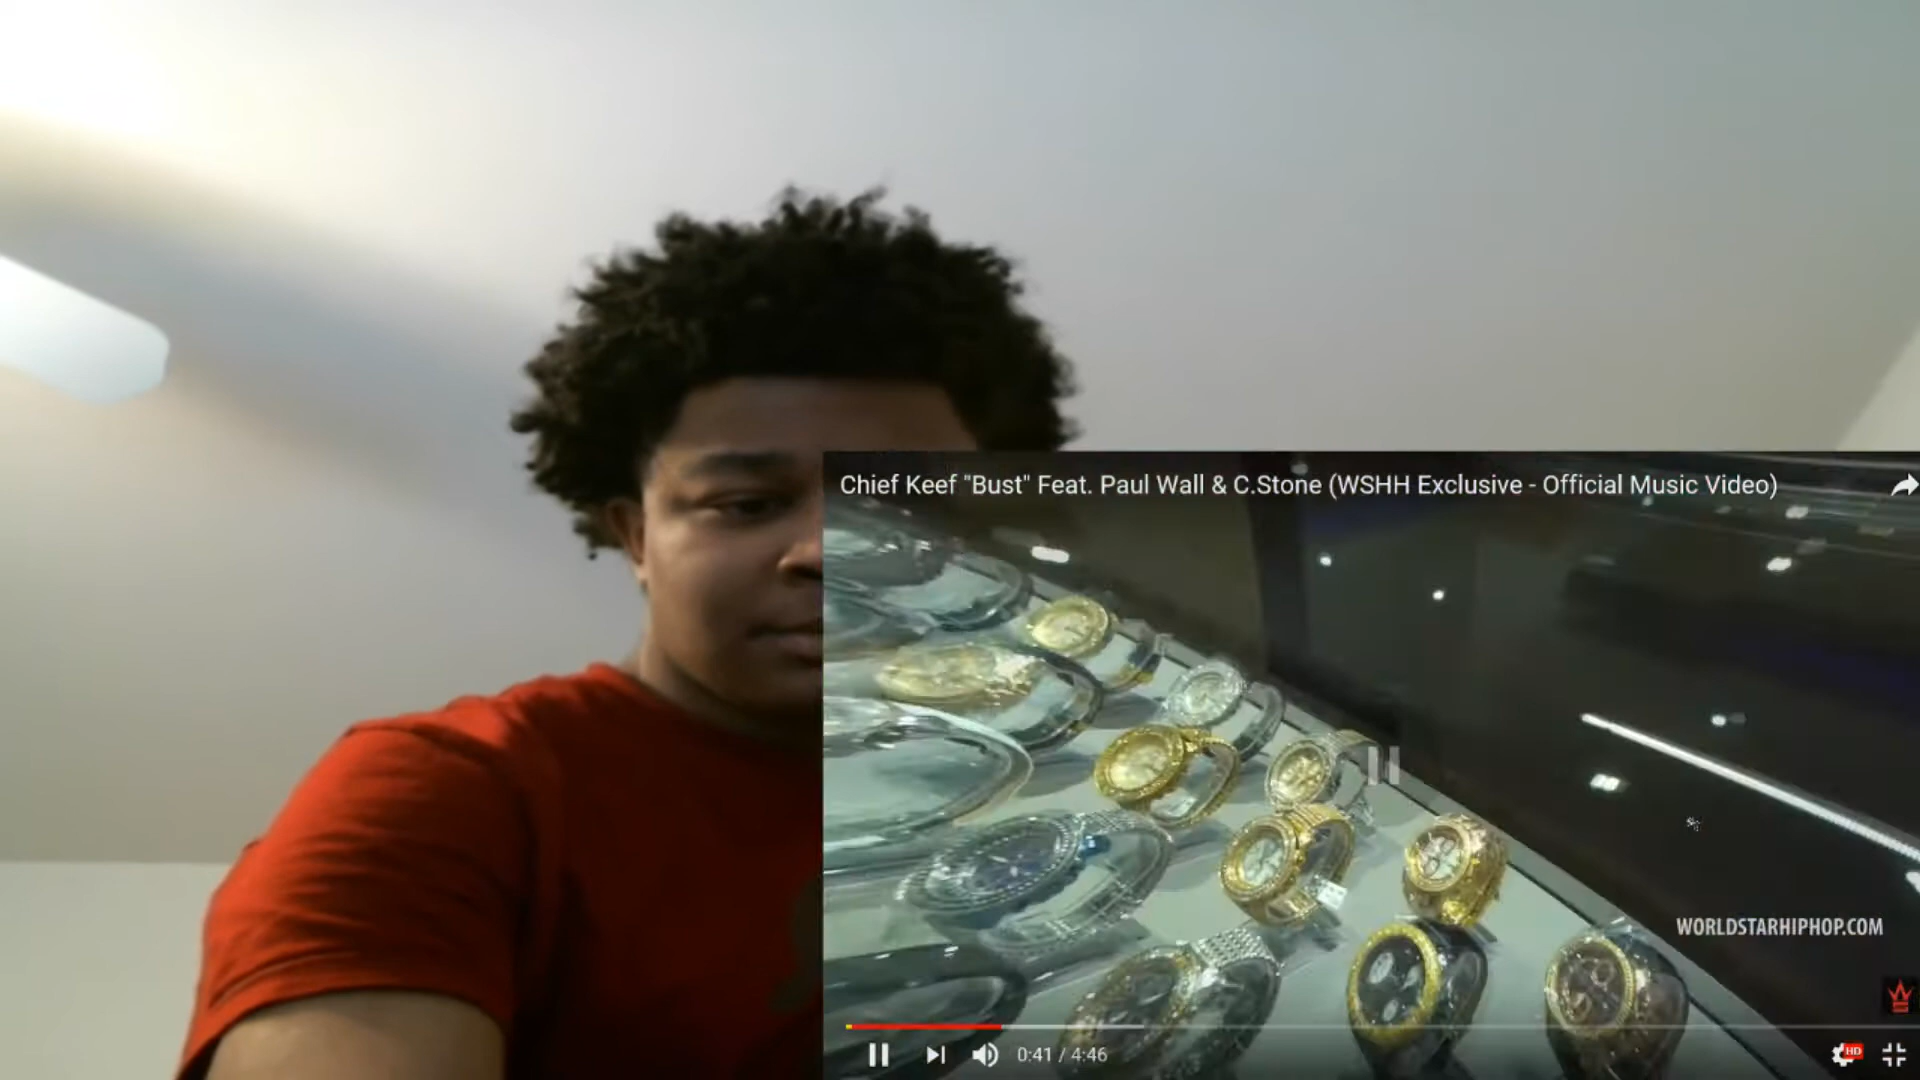 Chief Keef "Bust" Feat. Paul Wall & C.Stone (WSHH Exclusive - Official Music Video)
WORLDSTARHIPHOP.COM
0:41 / 4:46
HD